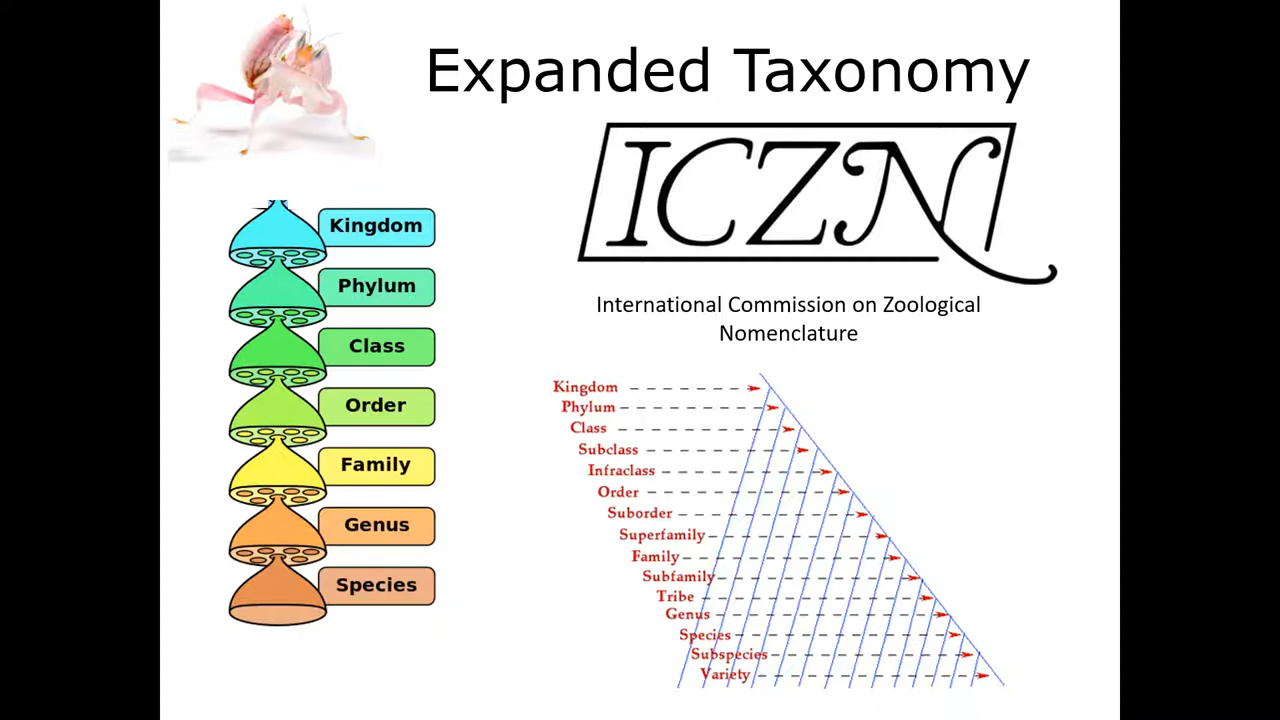 Expanded Taxonomy
ICZN
International Commission on Zoological
Nomenclature
Kingdom
Phylum
Class
Order
Family
Genus
Species
Kingdom
Phylum
Class
Subclass
Infraclass
Order
Suborder
Superfamily
Family
Subfamily
Tribe
Genus
Species
Subspecies
Variety